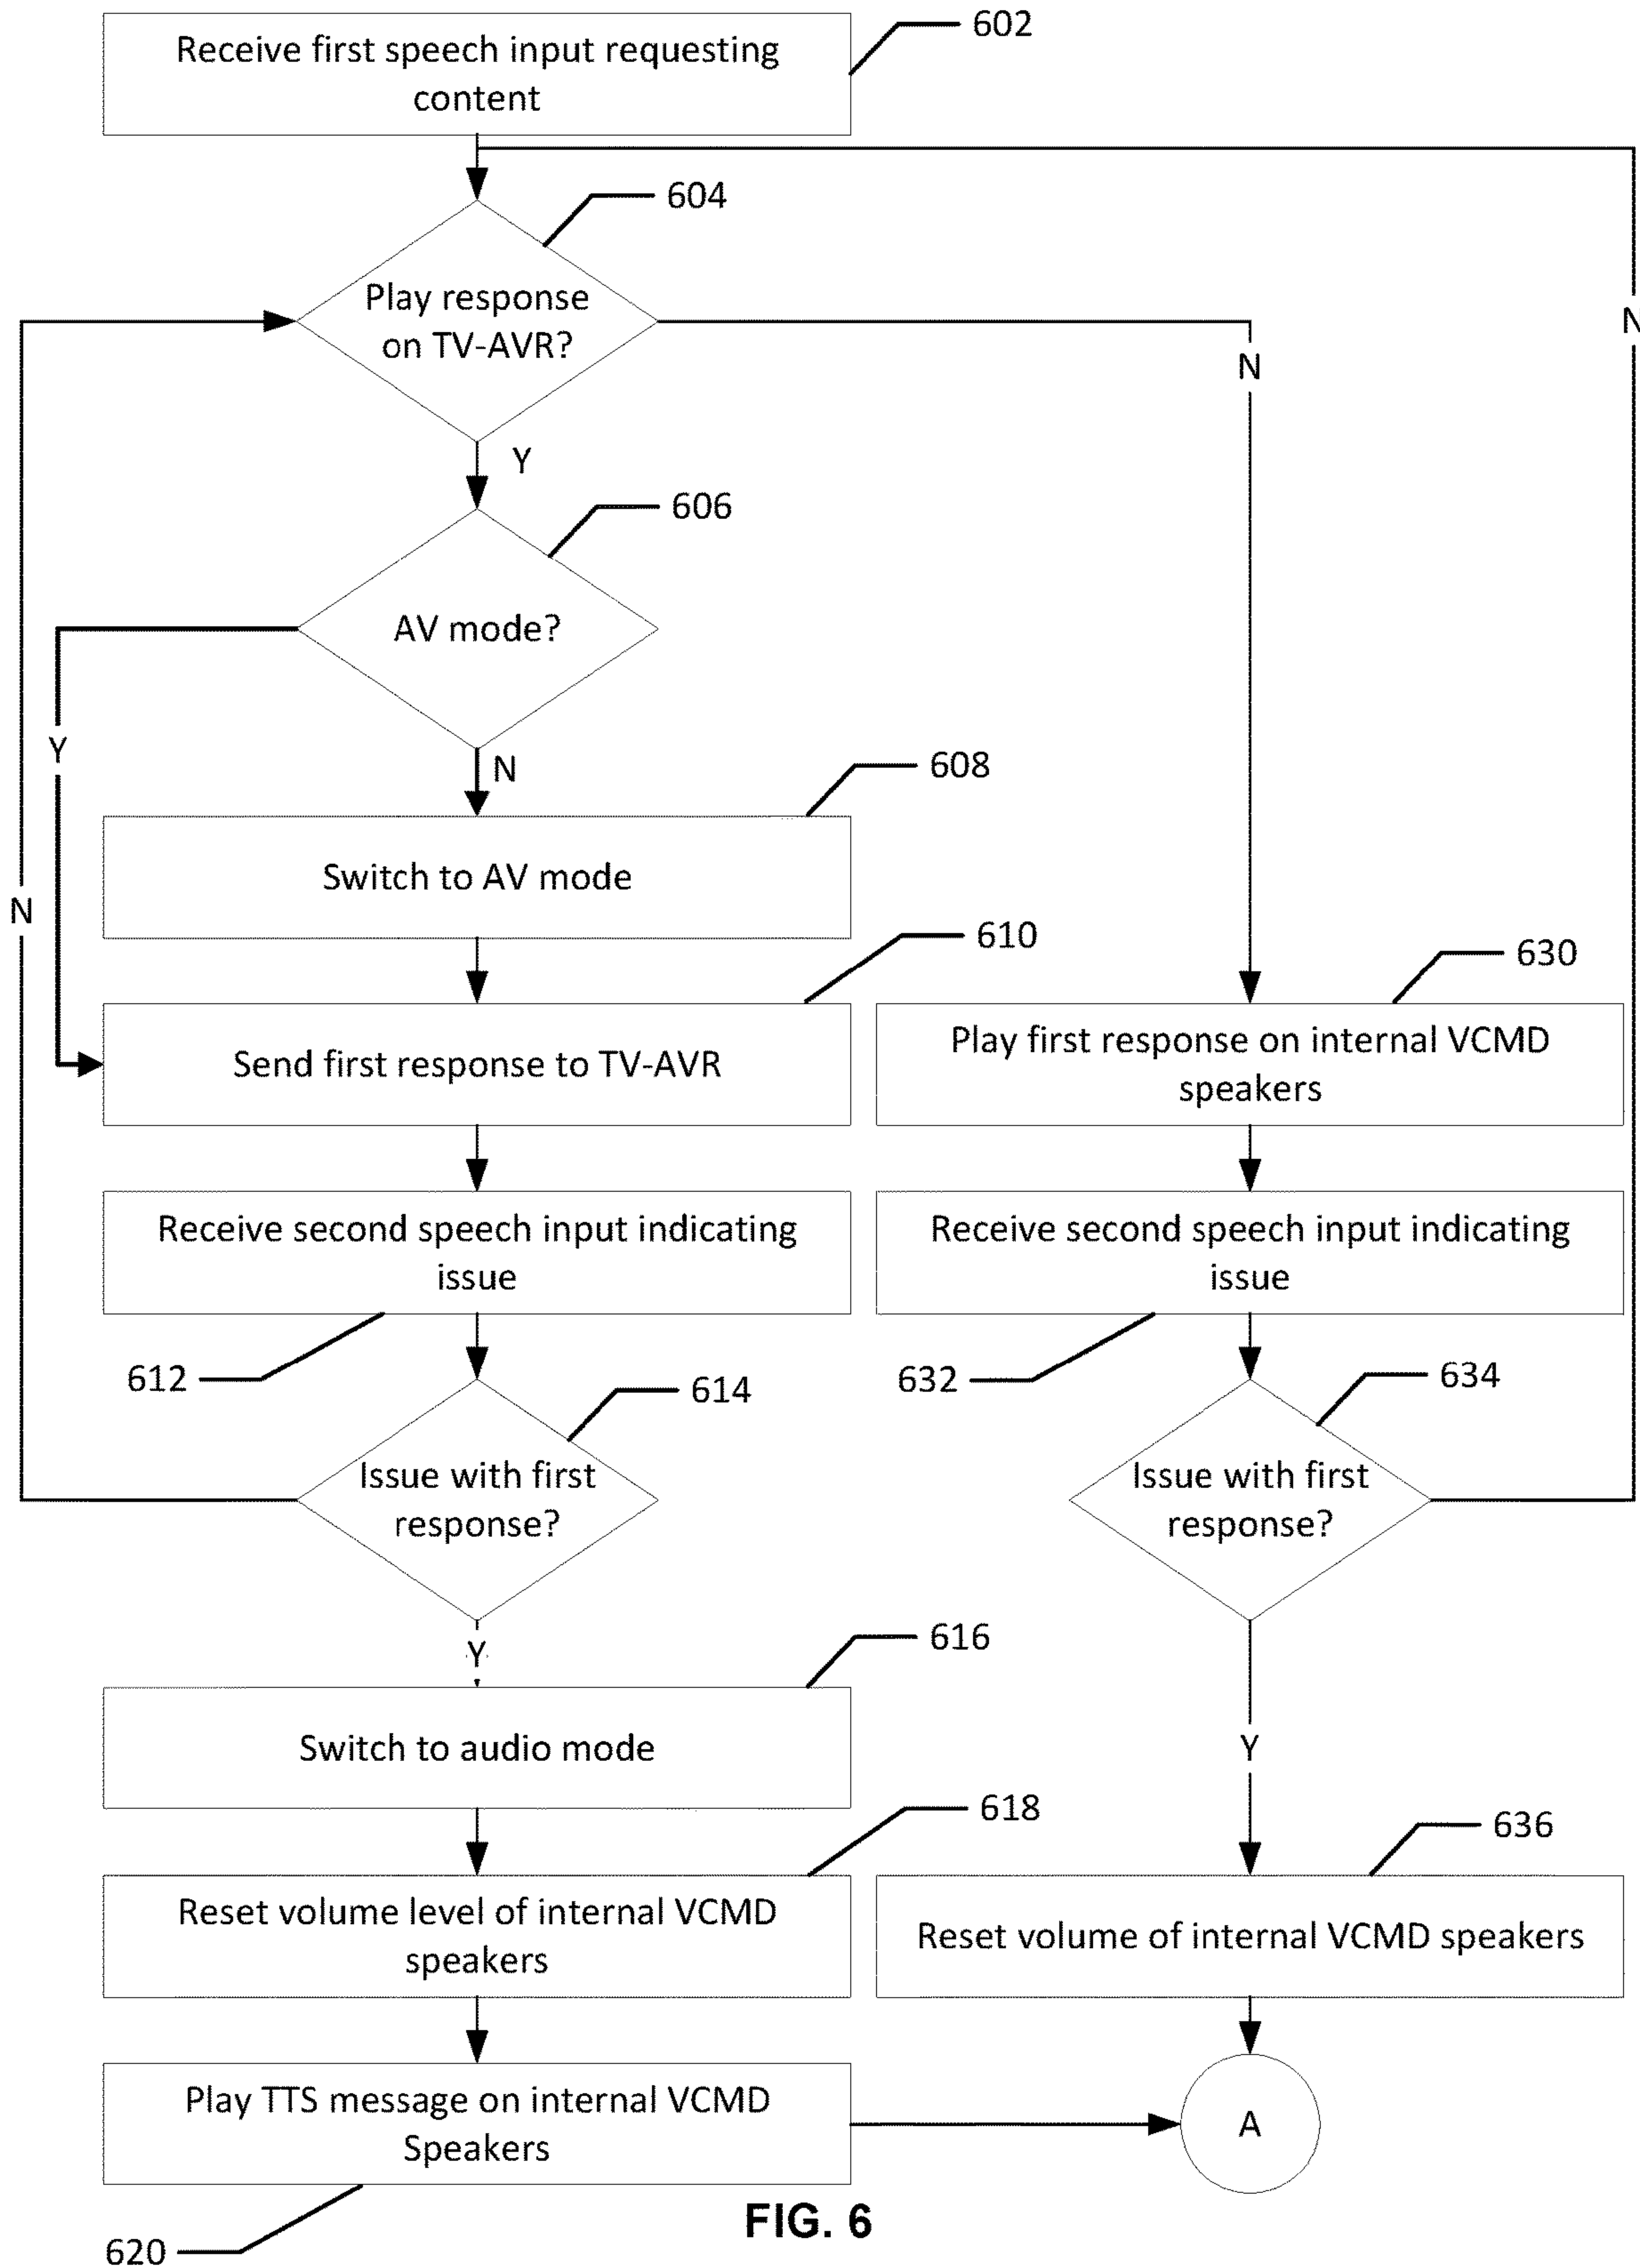 602
Receive first speech input requesting
content
604
Play response
on TV-AVR?
N
N
Y
606
AV mode?
Y
N
608
Switch to AV mode
N
610
630
Send first response to TV-AVR
Play first response on internal VCMD
speakers
Receive second speech input indicating
issue
Receive second speech input indicating
issue
612
614
632
634
Issue with first
response?
Issue with first
response?
Y
616
Switch to audio mode
Y
618
636
Reset volume level of internal VCMD
speakers
Reset volume of internal VCMD speakers
Play TTS message on internal VCMD
Speakers
A
620
FIG. 6